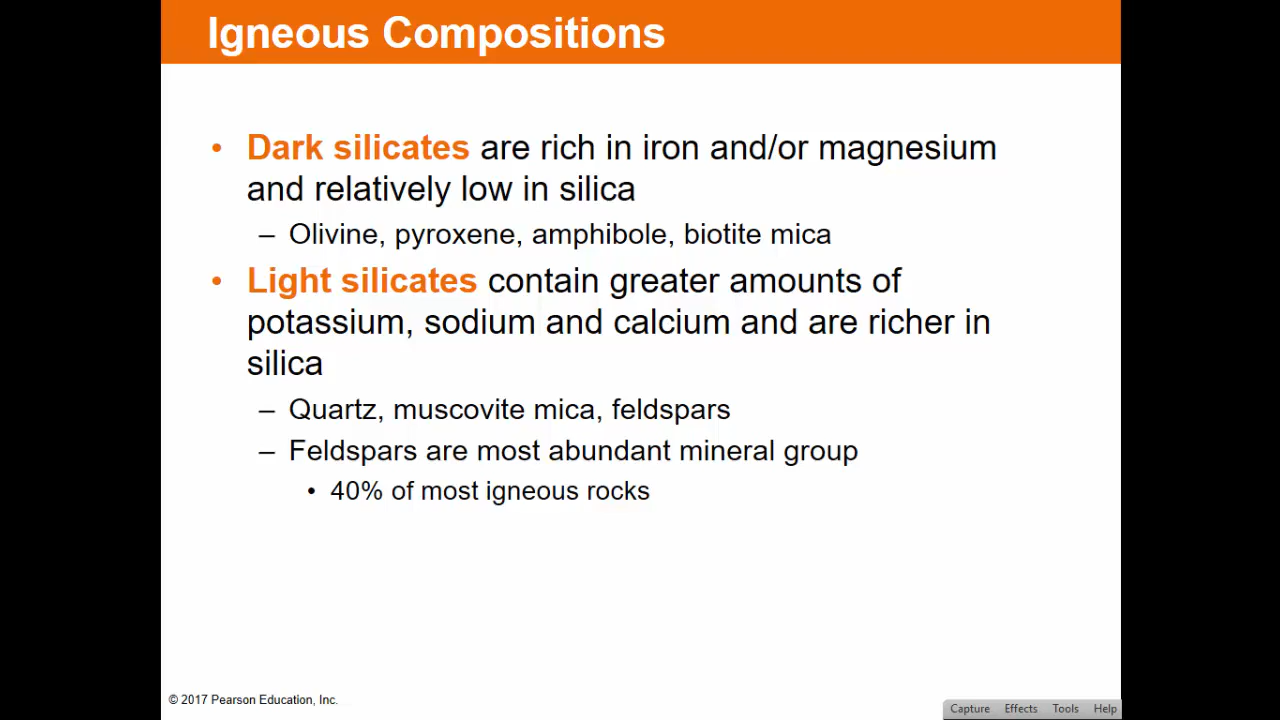 Igneous Compositions
• Dark silicates are rich in iron and/or magnesium
and relatively low in silica
– Olivine, pyroxene, amphibole, biotite mica
• Light silicates contain greater amounts of
potassium, sodium and calcium and are richer in
silica
– Quartz, muscovite mica, feldspars
– Feldspars are most abundant mineral group
• 40% of most igneous rocks
© 2017 Pearson Education, Inc.
Capture Effects Tools Help